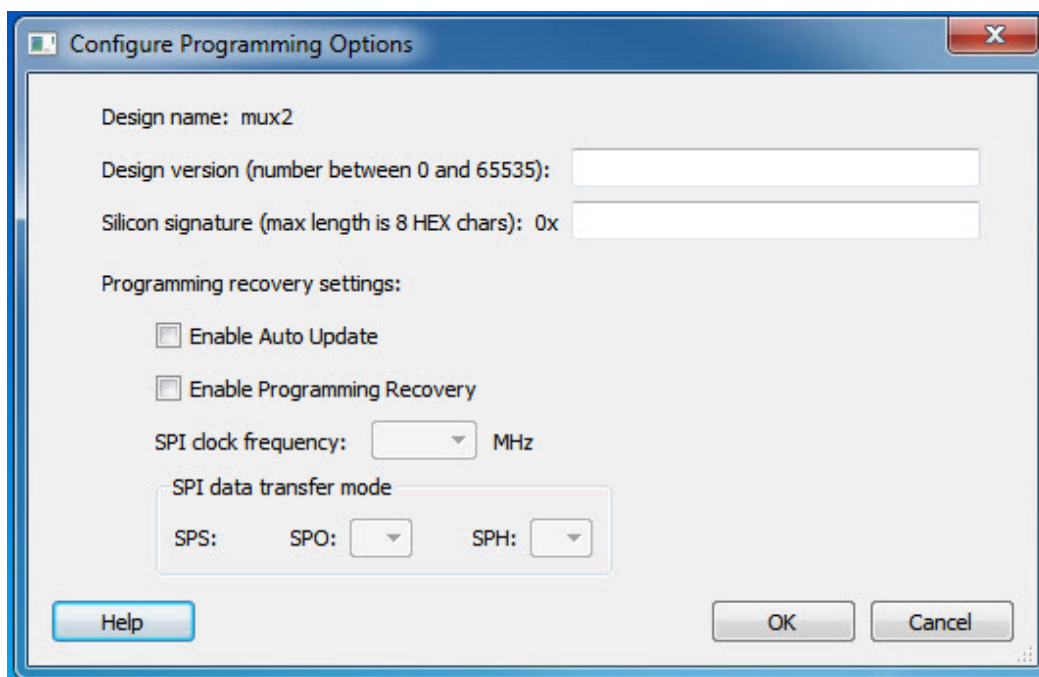 Configure Programming Options
Design name: mux2
Design version (number between 0 and 65535):
Silicon signature (max length is 8 HEX chars): 0x
Programming recovery settings:
Enable Auto Update
Enable Programming Recovery
SPI clock frequency: MHz
SPI data transfer mode
SPS: SPO: SPH:
Help OK Cancel